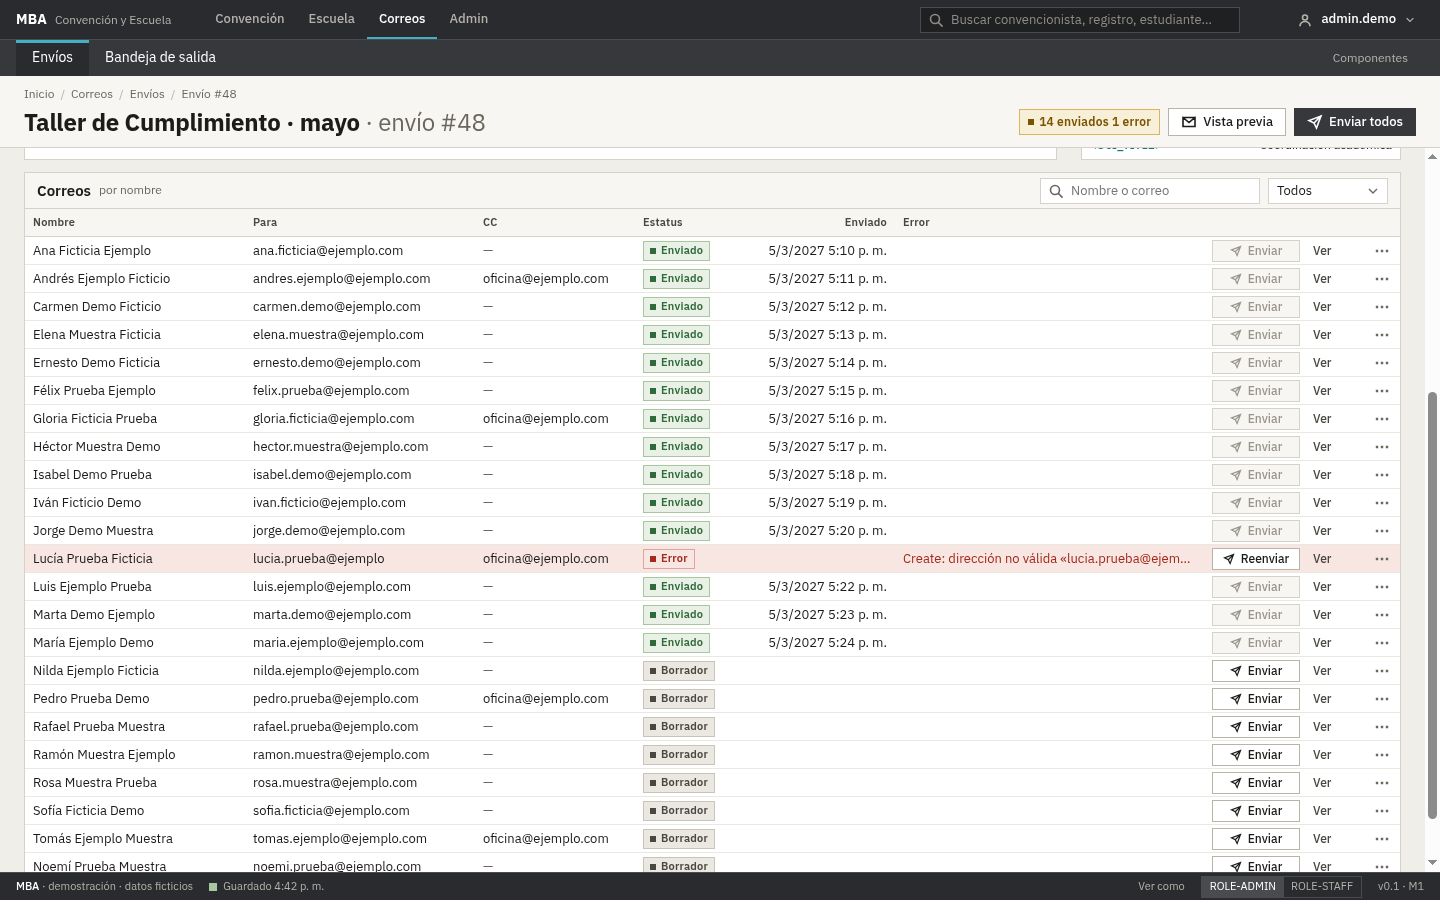 MBA Convención y Escuela Convención Escuela Correos Admin Buscar convencionista, registro, estudiante... admin.demo
Envíos Bandeja de salida Componentes
Inicio / Correos / Envíos / Envío #48
Taller de Cumplimiento · mayo · envío #48 14 enviados 1 error Vista previa Enviar todos
Correos por nombre Nombre o correo Todos
Nombre Para CC Estatus Enviado Error
Ana Ficticia Ejemplo ana.ficticia@ejemplo.com — Enviado 5/3/2027 5:10 p. m. Enviar Ver
Andrés Ejemplo Ficticio andres.ejemplo@ejemplo.com oficina@ejemplo.com Enviado 5/3/2027 5:11 p. m. Enviar Ver
Carmen Demo Ficticio carmen.demo@ejemplo.com — Enviado 5/3/2027 5:12 p. m. Enviar Ver
Elena Muestra Ficticia elena.muestra@ejemplo.com — Enviado 5/3/2027 5:13 p. m. Enviar Ver
Ernesto Demo Ficticia ernesto.demo@ejemplo.com — Enviado 5/3/2027 5:14 p. m. Enviar Ver
Félix Prueba Ejemplo felix.prueba@ejemplo.com — Enviado 5/3/2027 5:15 p. m. Enviar Ver
Gloria Ficticia Prueba gloria.ficticia@ejemplo.com oficina@ejemplo.com Enviado 5/3/2027 5:16 p. m. Enviar Ver
Héctor Muestra Demo hector.muestra@ejemplo.com — Enviado 5/3/2027 5:17 p. m. Enviar Ver
Isabel Demo Prueba isabel.demo@ejemplo.com — Enviado 5/3/2027 5:18 p. m. Enviar Ver
Iván Ficticio Demo ivan.ficticio@ejemplo.com — Enviado 5/3/2027 5:19 p. m. Enviar Ver
Jorge Demo Muestra jorge.demo@ejemplo.com — Enviado 5/3/2027 5:20 p. m. Enviar Ver
Lucía Prueba Ficticia lucia.prueba@ejemplo oficina@ejemplo.com Error Create: dirección no válida «lucia.prueba@ejem... Reenviar Ver
Luis Ejemplo Prueba luis.ejemplo@ejemplo.com — Enviado 5/3/2027 5:22 p. m. Enviar Ver
Marta Demo Ejemplo marta.demo@ejemplo.com — Enviado 5/3/2027 5:23 p. m. Enviar Ver
María Ejemplo Demo maria.ejemplo@ejemplo.com — Enviado 5/3/2027 5:24 p. m. Enviar Ver
Nilda Ejemplo Ficticia nilda.ejemplo@ejemplo.com — Borrador Enviar Ver
Pedro Prueba Demo pedro.prueba@ejemplo.com oficina@ejemplo.com Borrador Enviar Ver
Rafael Prueba Muestra rafael.prueba@ejemplo.com — Borrador Enviar Ver
Ramón Muestra Ejemplo ramon.muestra@ejemplo.com — Borrador Enviar Ver
Rosa Muestra Prueba rosa.muestra@ejemplo.com — Borrador Enviar Ver
Sofía Ficticia Demo sofia.ficticia@ejemplo.com — Borrador Enviar Ver
Tomás Ejemplo Muestra tomas.ejemplo@ejemplo.com oficina@ejemplo.com Borrador Enviar Ver
Noemí Prueba Muestra noemi.prueba@ejemplo.com — Borrador Enviar Ver
MBA · demostración · datos ficticios Guardado 4:42 p. m. Ver como ROLE-ADMIN ROLE-STAFF v0.1 · M1